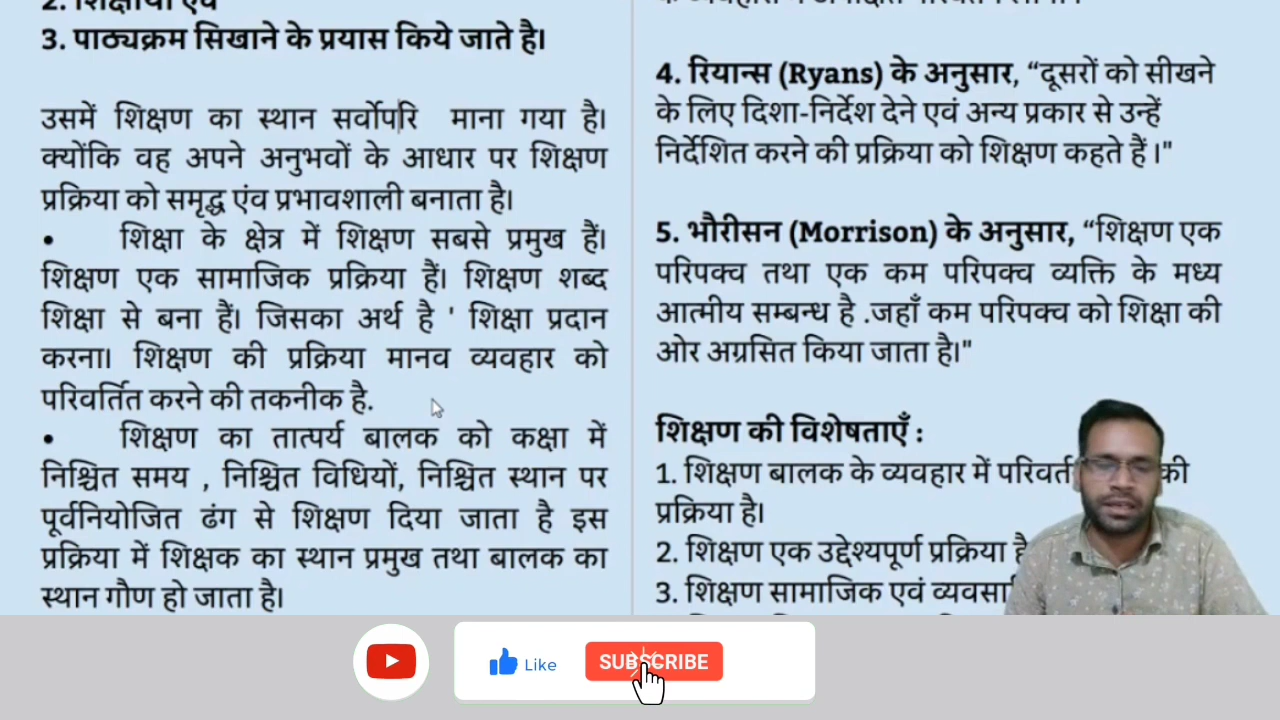 2. शिक्षार्थी एवं
3. पाठ्यक्रम सिखाने के प्रयास किये जाते है।
उसमें शिक्षण का स्थान सर्वोपरि माना गया है।
क्योंकि वह अपने अनुभवों के आधार पर शिक्षण
प्रक्रिया को समृद्ध एंव प्रभावशाली बनाता है।
• शिक्षा के क्षेत्र में शिक्षण सबसे प्रमुख हैं।
शिक्षण एक सामाजिक प्रक्रिया हैं। शिक्षण शब्द
शिक्षा से बना हैं। जिसका अर्थ है ' शिक्षा प्रदान
करना। शिक्षण की प्रक्रिया मानव व्यवहार को
परिवर्तित करने की तकनीक है.
• शिक्षण का तात्पर्य बालक को कक्षा में
निश्चित समय , निश्चित विधियों, निश्चित स्थान पर
पूर्वनियोजित ढंग से शिक्षण दिया जाता है इस
प्रक्रिया में शिक्षक का स्थान प्रमुख तथा बालक का
स्थान गौण हो जाता है।
4. रियान्स (Ryans) के अनुसार, “दूसरों को सीखने
के लिए दिशा-निर्देश देने एवं अन्य प्रकार से उन्हें
निर्देशित करने की प्रक्रिया को शिक्षण कहते हैं ।"
5. भौरीसन (Morrison) के अनुसार, “शिक्षण एक
परिपक्व तथा एक कम परिपक्व व्यक्ति के मध्य
आत्मीय सम्बन्ध है .जहाँ कम परिपक्व को शिक्षा की
ओर अग्रसित किया जाता है।"
शिक्षण की विशेषताएँ :
1. शिक्षण बालक के व्यवहार में की
प्रक्रिया है।
2. शिक्षण एक उद्देश्यपूर्ण प्रक्रिया
3. शिक्षण सामाजिक एवं
Like
SUBSCRIBE